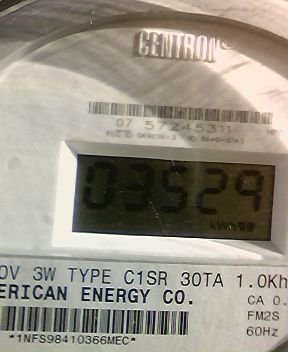 CENTRON®
07 57245311
03529
kWh
0V 3W TYPE C1SR 30TA 1.0Kh
ERICAN ENERGY CO.
CA 0.
FM2S
60Hz
*1NFS98410366MEC*